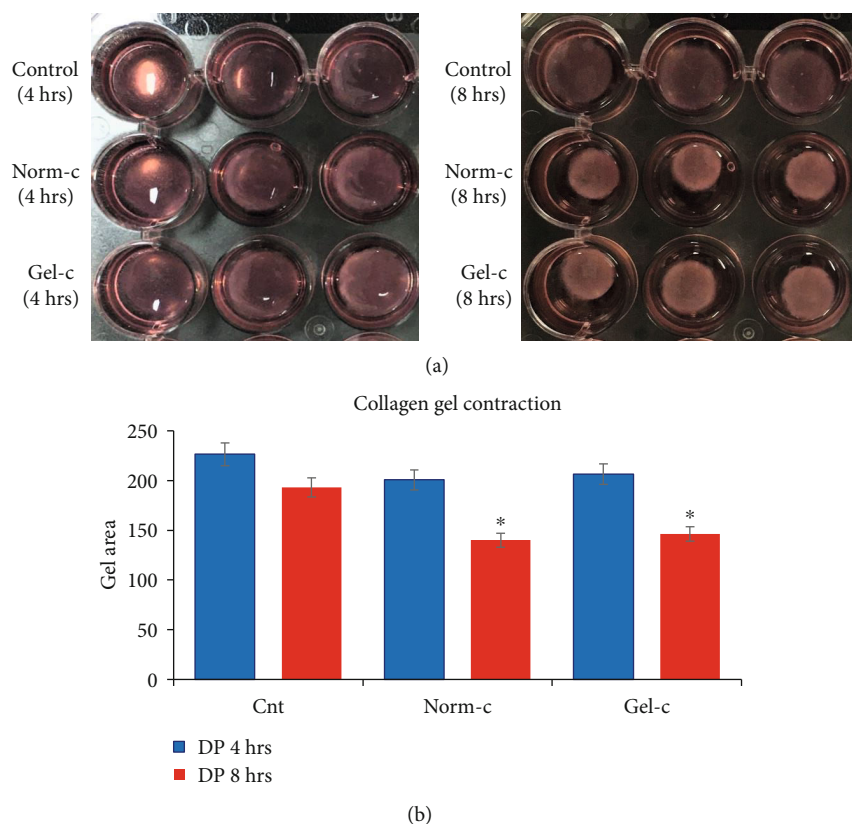 Control
(4 hrs)
Norm-c
(4 hrs)
Gel-c
(4 hrs)
Control
(8 hrs)
Norm-c
(8 hrs)
Gel-c
(8 hrs)
(a)
Collagen gel contraction
Gel area
250
200
150
100
50
0
*
*
Cnt Norm-c Gel-c
DP 4 hrs
DP 8 hrs
(b)